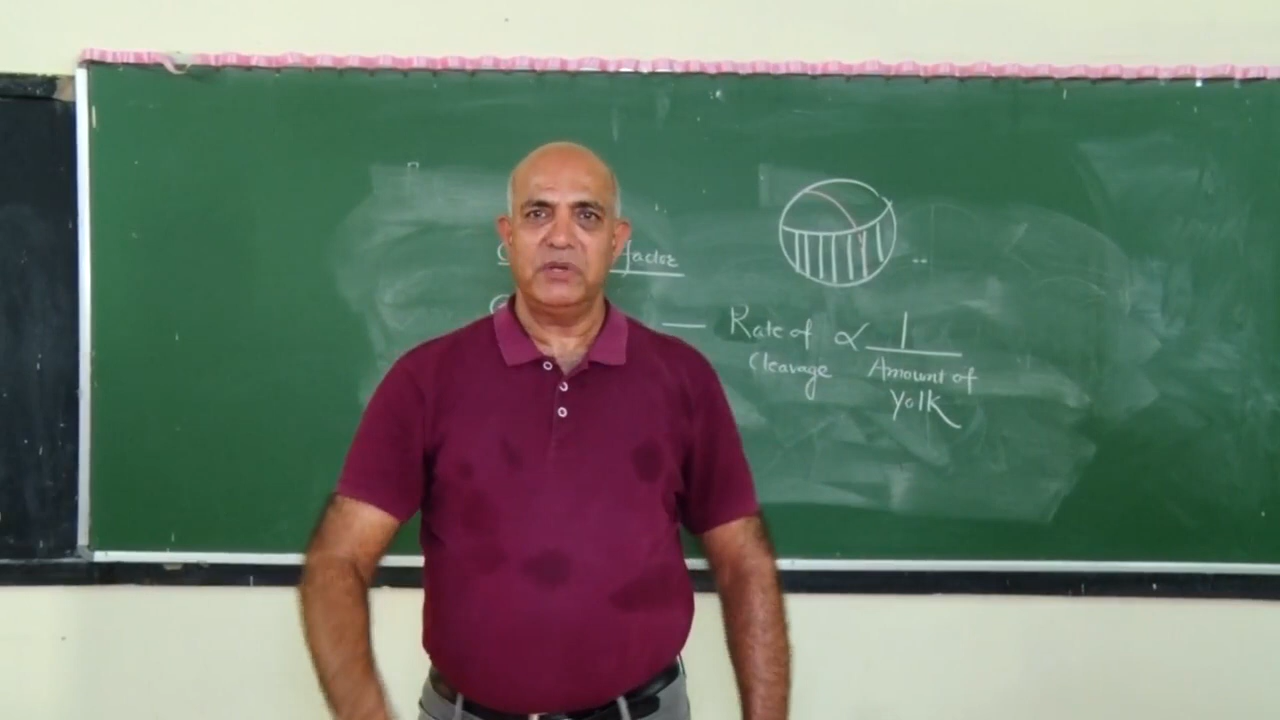 factor
— Rate of ∝ 1
Cleavage Amount of
Yolk